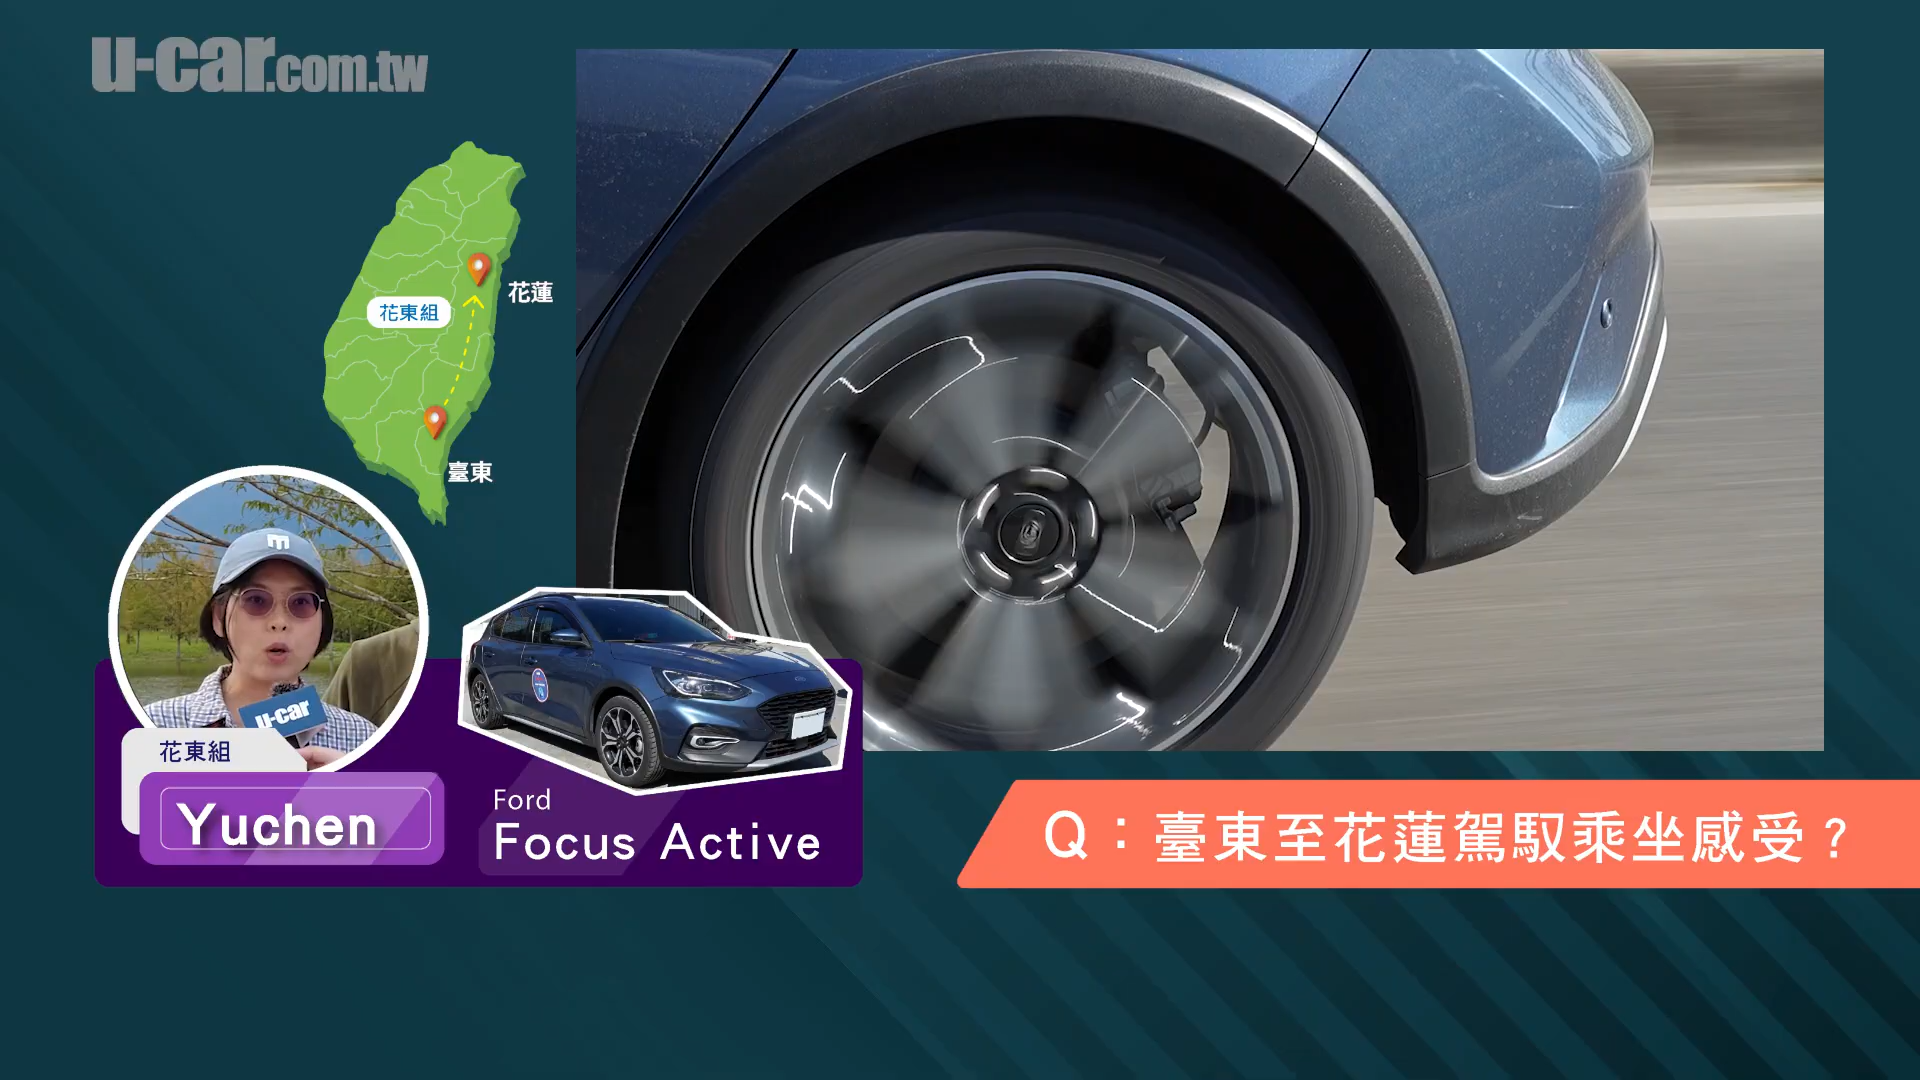 u-car.com.tw
花蓮
花東組
臺東
m
u-car
花東組
Yuchen
Ford
Focus Active
Q：臺東至花蓮駕馭乘坐感受？